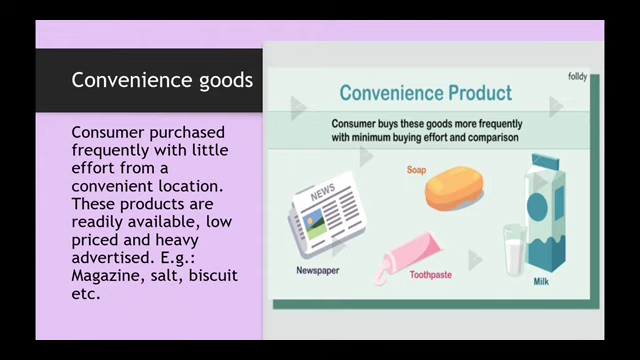 Convenience goods
Consumer purchased
frequently with little
effort from a
convenient location.
These products are
readily available, low
priced and heavy
advertised. E.g.:
Magazine, salt, biscuit
etc.
folldy
Convenience Product
Consumer buys these goods more frequently
with minimum buying effort and comparison
NEWS
Newspaper
Soap
Toothpaste
Milk